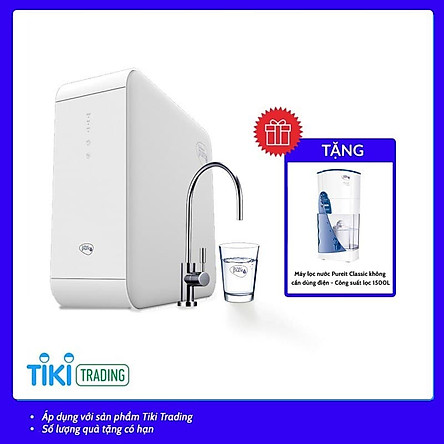 TẶNG
Máy lọc nước Pureit Classic không
cần dùng điện - Công suất lọc 1500L
TIKI TRADING
• Áp dụng với sản phẩm Tiki Trading
• Số lượng quà tặng có hạn